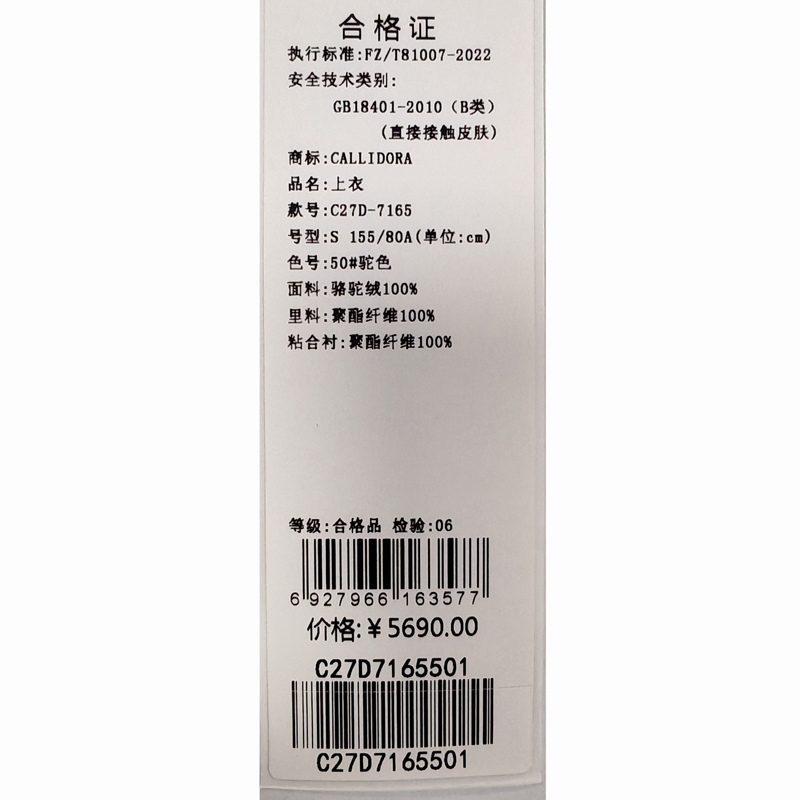 合格证
执行标准:FZ/T81007-2022
安全技术类别:
GB18401-2010（B类）
(直接接触皮肤)
商标:CALLIDORA
品名:上衣
款号:C27D-7165
号型:S 155/80A(单位:cm)
色号:50#驼色
面料:骆驼绒100%
里料:聚酯纤维100%
粘合衬:聚酯纤维100%
等级:合格品 检验:06
6 927966 163577
价格:￥5690.00
C27D7165501
C27D7165501